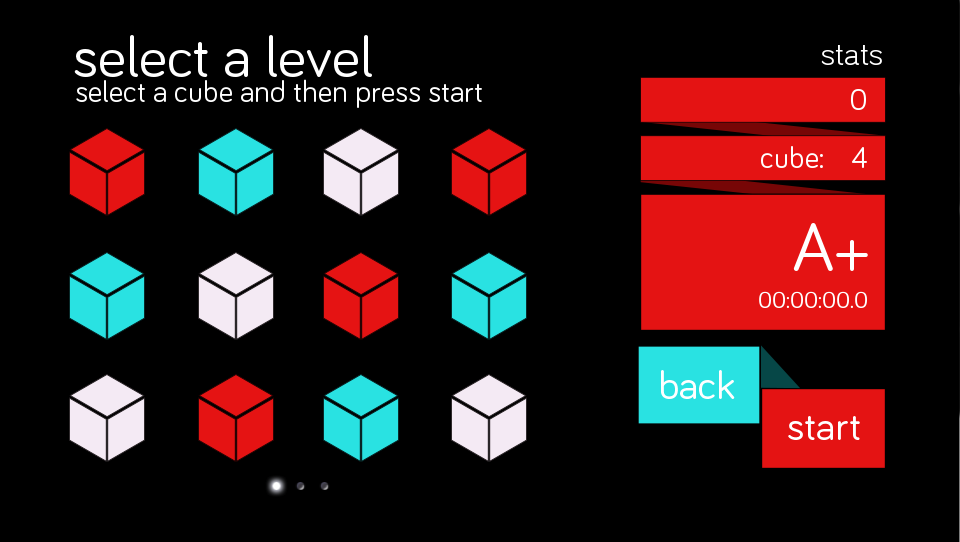 select a level
select a cube and then press start
stats
0
cube: 4
A+
00:00:00.0
back
start